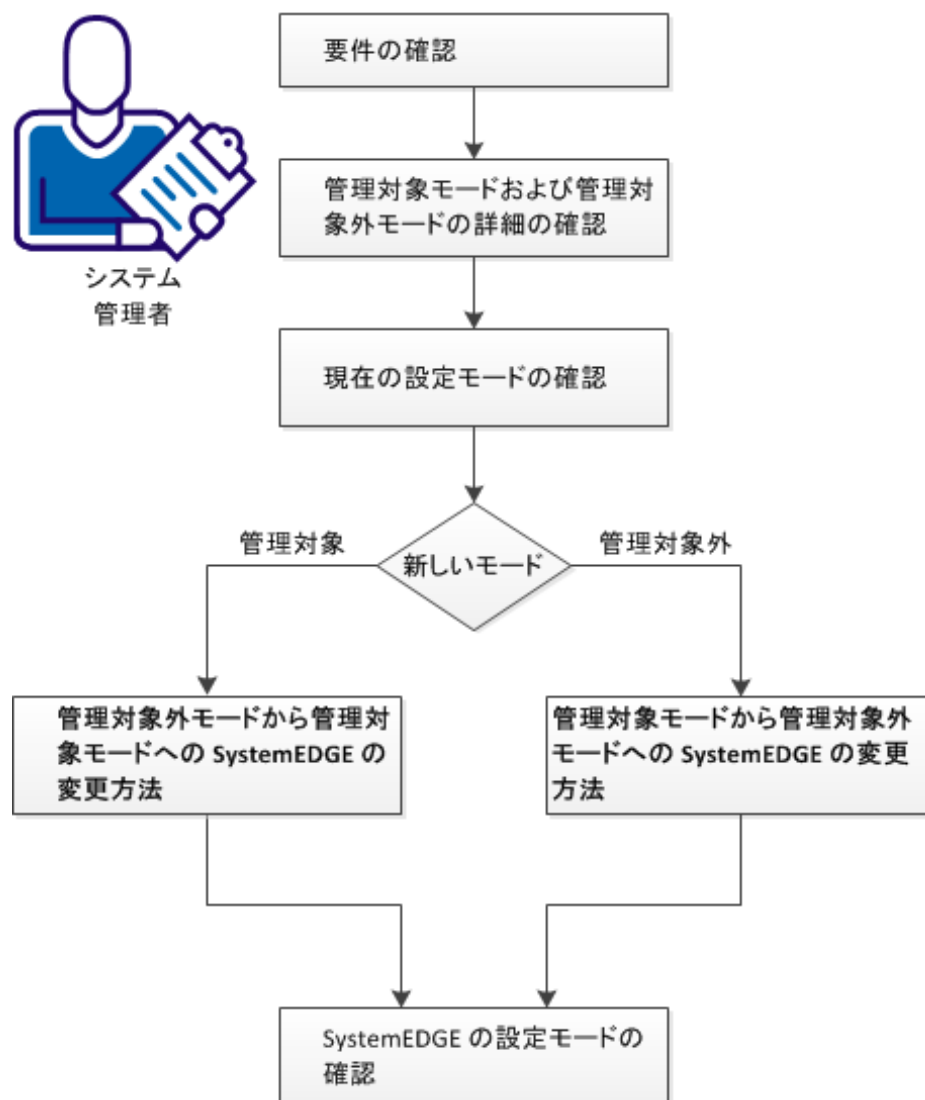 要件の確認
管理対象モードおよび管理対
象外モードの詳細の確認
システム
管理者
現在の設定モードの確認
管理対象
管理対象外
新しいモード
管理対象外モードから管理対
象モードへの SystemEDGE の
変更方法
管理対象モードから管理対象外
モードへの SystemEDGE の変更
方法
SystemEDGE の設定モードの
確認